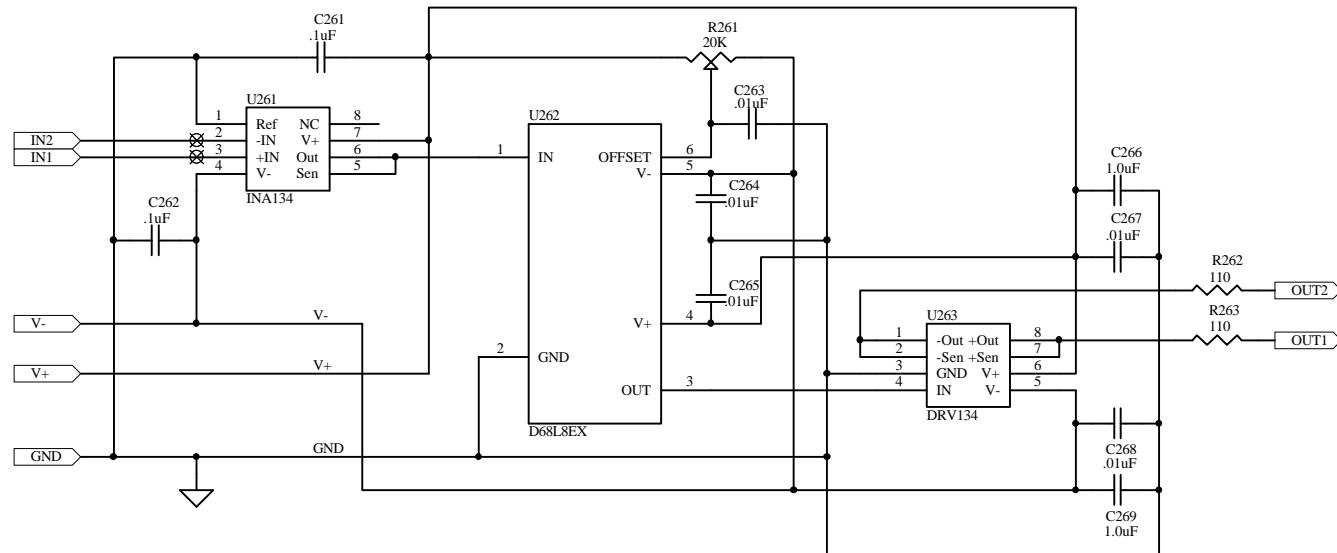 C261
.1uF
R261
20K
C263
.01uF
U261
1
2
3
4
Ref
-IN
+IN
V-
NC
V+
Out
Sen
8
7
6
5
INA134
IN2
IN1
C262
.1uF
U262
1
IN
OFFSET
6
V-
5
C264
.01uF
C265
.01uF
V+
4
2
GND
OUT
3
D68L8EX
C266
1.0uF
C267
.01uF
R262
110
OUT2
R263
110
OUT1
U263
1
2
3
4
-Out
-Sen
GND
IN
+Out
+Sen
V+
V-
8
7
6
5
DRV134
C268
.01uF
C269
1.0uF
V-
V-
V+
V+
GND
GND